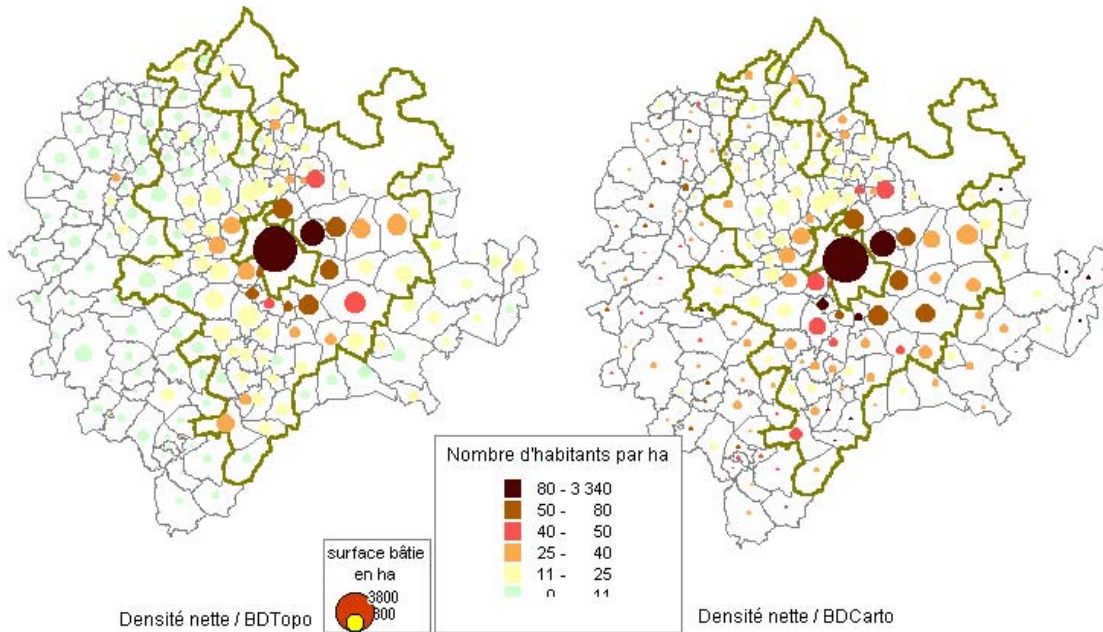 Nombre d'habitants par ha
80 - 3 340
50 - 80
40 - 50
25 - 40
11 - 25
surface bâtie
en ha
3800
800
Densité nette / BDTopo
Densité nette / BDCarto